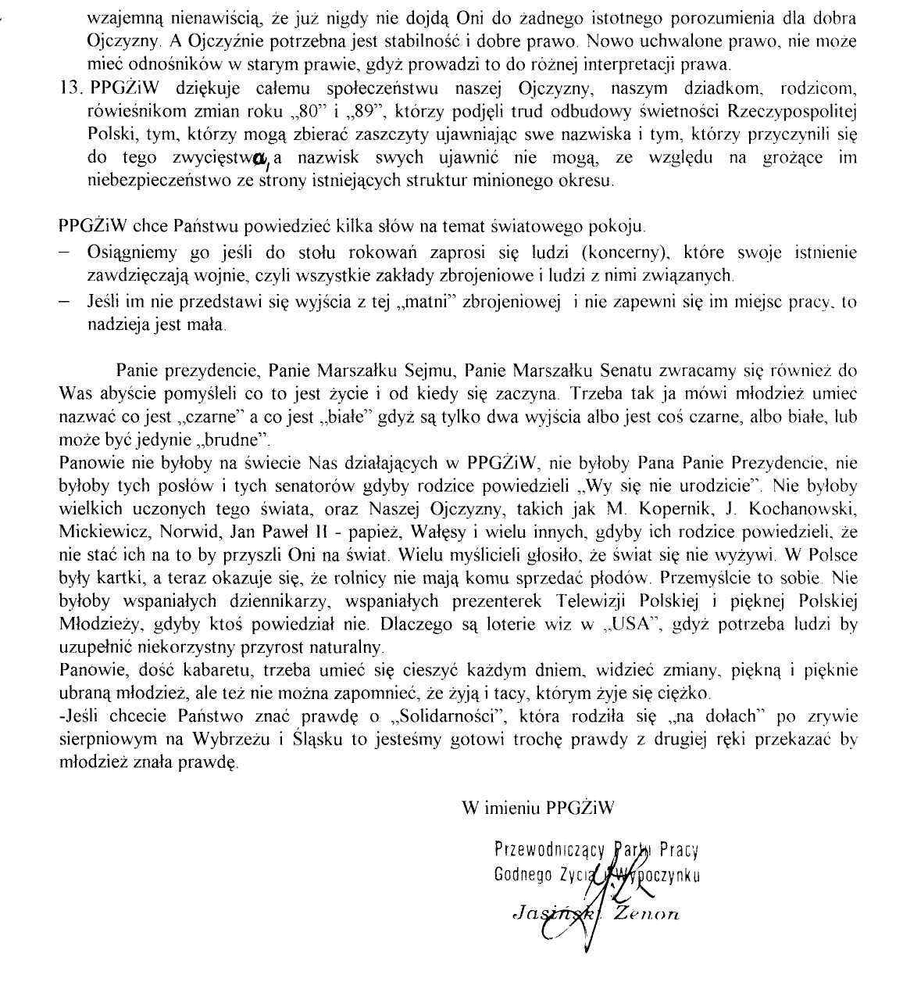 wzajemną nienawiścią, że już nigdy nie dojdą Oni do żadnego istotnego porozumienia dla dobra
Ojczyzny. A Ojczyźnie potrzebna jest stabilność i dobre prawo. Nowo uchwalone prawo, nie może
mieć odnośników w starym prawie, gdyż prowadzi to do różnej interpretacji prawa.
13. PPGŻiW dziękuje całemu społeczeństwu naszej Ojczyzny, naszym dziadkom, rodzicom,
rówieśnikom zmian roku „80” i „89”, którzy podjęli trud odbudowy świetności Rzeczypospolitej
Polski, tym, którzy mogą zbierać zaszczyty ujawniając swe nazwiska i tym, którzy przyczynili się
do tego zwycięstwa, a nazwisk swych ujawnić nie mogą, ze względu na grożące im
niebezpieczeństwo ze strony istniejących struktur minionego okresu.
PPGŻiW chce Państwu powiedzieć kilka słów na temat światowego pokoju.
– Osiągniemy go jeśli do stołu rokowań zaprosi się ludzi (koncerny), które swoje istnienie
zawdzięczają wojnie, czyli wszystkie zakłady zbrojeniowe i ludzi z nimi związanych.
– Jeśli im nie przedstawi się wyjścia z tej „matni” zbrojeniowej i nie zapewni się im miejsc pracy, to
nadzieja jest mała.
Panie prezydencie, Panie Marszałku Sejmu, Panie Marszałku Senatu zwracamy się również do
Was abyście pomyśleli co to jest życie i od kiedy się zaczyna. Trzeba tak ja mówi młodzież umieć
nazwać co jest „czarne” a co jest „białe” gdyż są tylko dwa wyjścia albo jest coś czarne, albo białe, lub
może być jedynie „brudne”.
Panowie nie byłoby na świecie Nas działających w PPGŻiW, nie byłoby Pana Panie Prezydencie, nie
byłoby tych posłów i tych senatorów gdyby rodzice powiedzieli „Wy się nie urodzicie”. Nie byłoby
wielkich uczonych tego świata, oraz Naszej Ojczyzny, takich jak M. Kopernik, J. Kochanowski,
Mickiewicz, Norwid, Jan Paweł II - papież, Wałęsy i wielu innych, gdyby ich rodzice powiedzieli, że
nie stać ich na to by przyszli Oni na świat. Wielu myślicieli głosiło, że świat się nie wyżywi. W Polsce
były kartki, a teraz okazuje się, że rolnicy nie mają komu sprzedać płodów. Przemyślcie to sobie. Nie
byłoby wspaniałych dziennikarzy, wspaniałych prezenterek Telewizji Polskiej i pięknej Polskiej
Młodzieży, gdyby ktoś powiedział nie. Dlaczego są loterie wiz w „USA”, gdyż potrzeba ludzi by
uzupełnić niekorzystny przyrost naturalny.
Panowie, dość kabaretu, trzeba umieć się cieszyć każdym dniem, widzieć zmiany, piękną i pięknie
ubraną młodzież, ale też nie można zapomnieć, że żyją i tacy, którym żyje się ciężko.
-Jeśli chcecie Państwo znać prawdę o „Solidarności”, która rodziła się „na dołach” po zrywie
sierpniowym na Wybrzeżu i Śląsku to jesteśmy gotowi trochę prawdy z drugiej ręki przekazać by
młodzież znała prawdę.
W imieniu PPGŻiW
Przewodniczący Partii Pracy
Godnego Życia i Wypoczynku
Jasiński Zenon